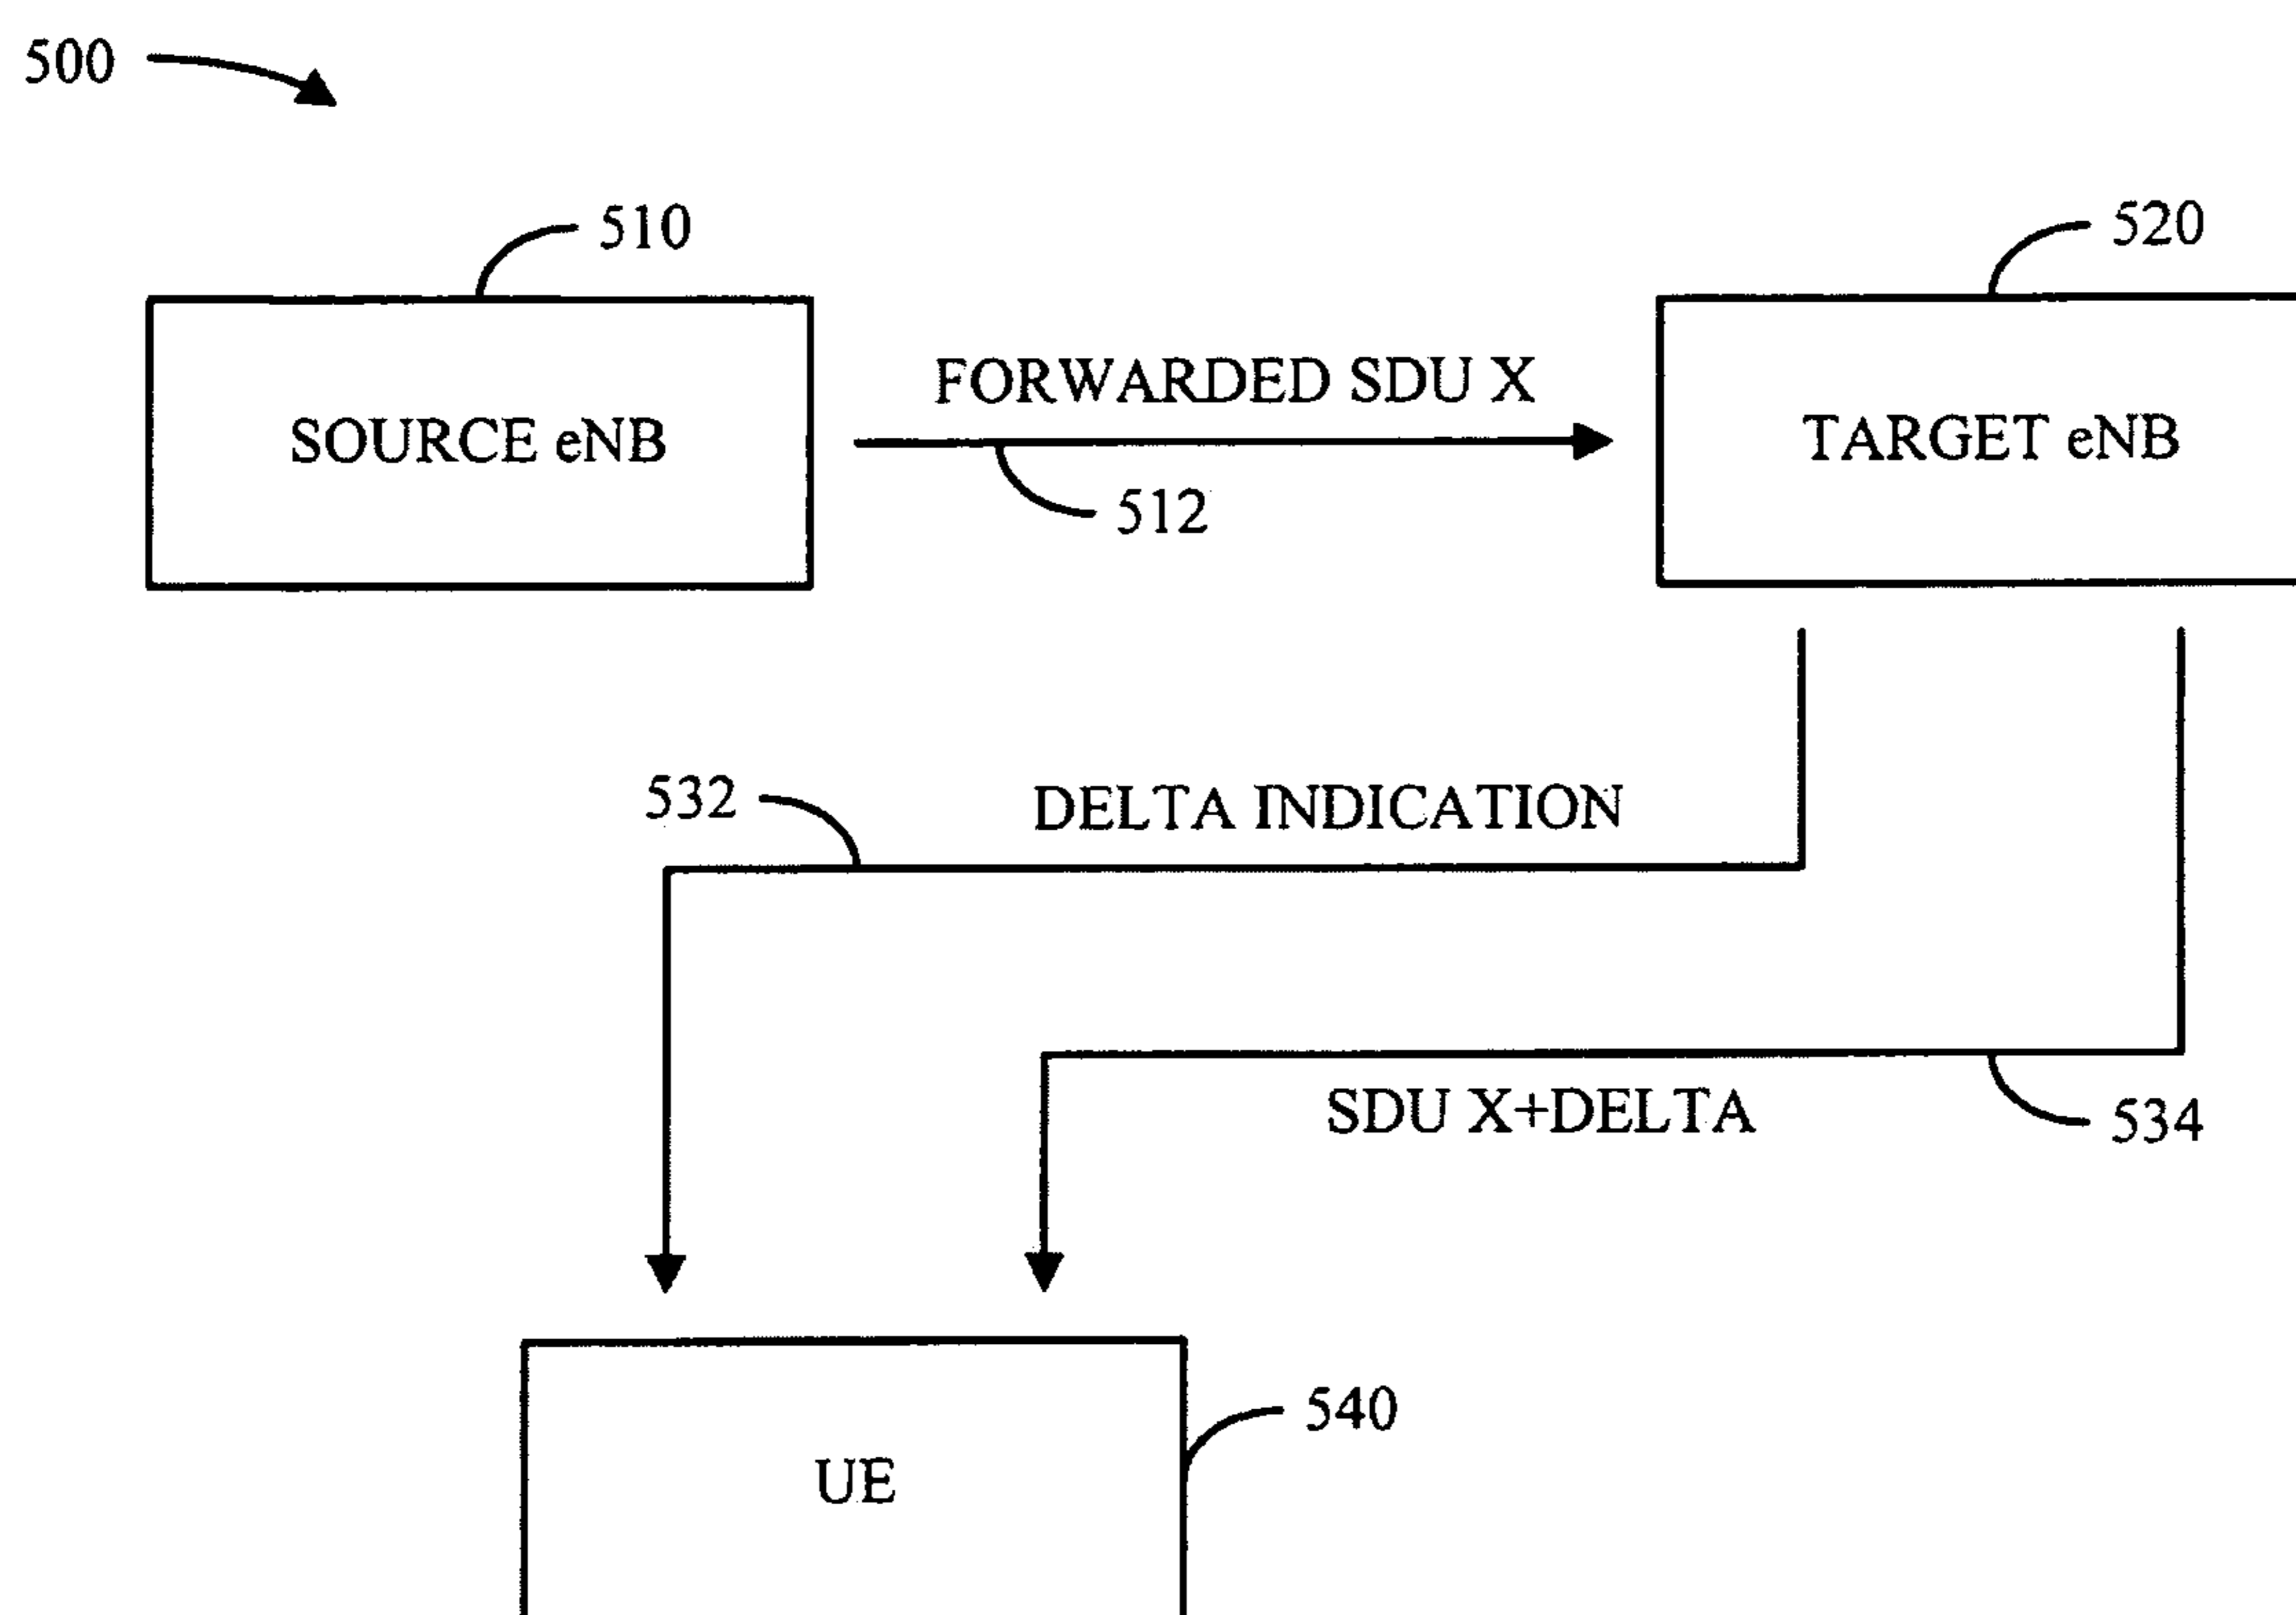 500
510
520
FORWARDED SDU X
SOURCE eNB
TARGET eNB
512
532
DELTA INDICATION
SDU X+DELTA
534
540
UE